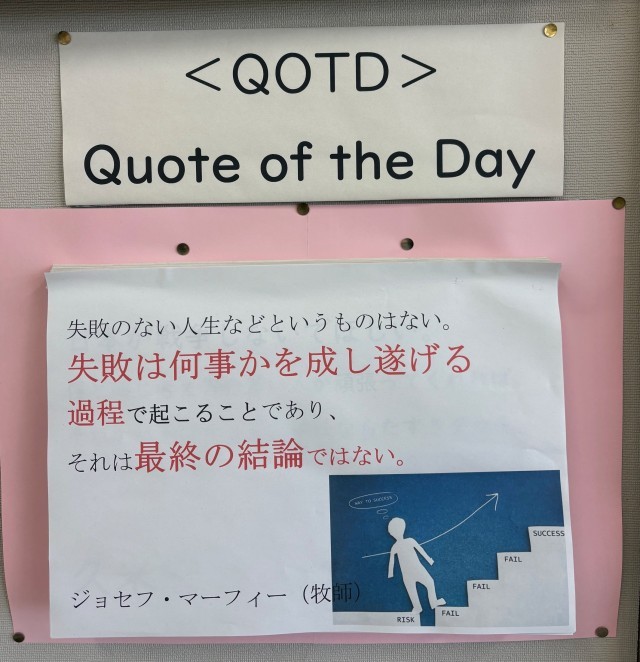 ＜QOTD＞
Quote of the Day
失敗のない人生などというものはない。
失敗は何事かを成し遂げる
過程で起こることであり、
それは最終の結論ではない。
WAY TO SUCCESS
SUCCESS
FAIL
FAIL
FAIL
RISK
ジョセフ・マーフィー（牧師）